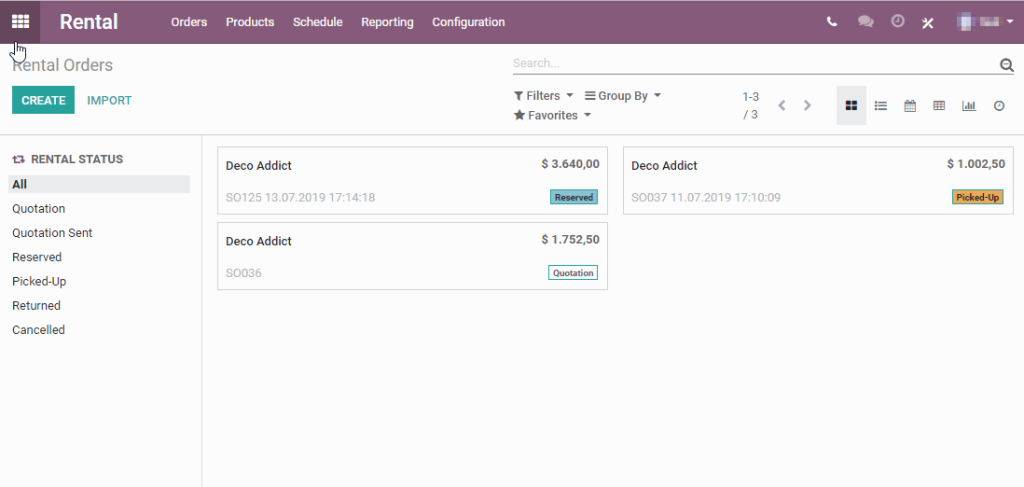 Rental Orders Products Schedule Reporting Configuration
Rental Orders
Search...
CREATE IMPORT
Filters Group By
Favorites
1-3
/ 3
RENTAL STATUS
All
Quotation
Quotation Sent
Reserved
Picked-Up
Returned
Cancelled
Deco Addict $ 3.640,00
SO125 13.07.2019 17:14:18 Reserved
Deco Addict $ 1.002,50
SO037 11.07.2019 17:10:09 Picked-Up
Deco Addict $ 1.752,50
SO036 Quotation